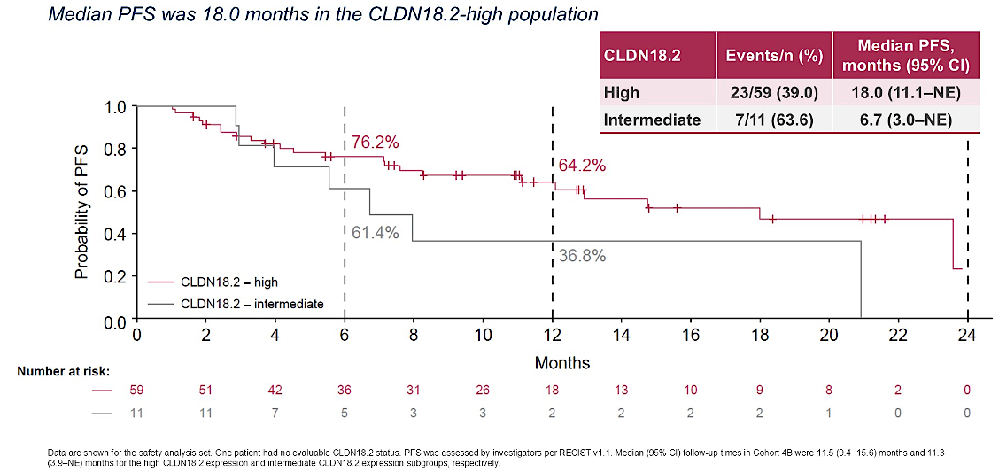 Median PFS was 18.0 months in the CLDN18.2-high population
CLDN18.2 Events/n (%) Median PFS, months (95% CI)
High 23/59 (39.0) 18.0 (11.1–NE)
Intermediate 7/11 (63.6) 6.7 (3.0–NE)
Probability of PFS
1.0
0.8
0.6
0.4
0.2
0.0
76.2%
64.2%
61.4%
36.8%
CLDN18.2 – high
CLDN18.2 – intermediate
0 2 4 6 8 10 12 14 16 18 20 22 24
Months
Number at risk:
59 51 42 36 31 26 18 13 10 9 8 2 0
11 11 7 5 3 3 2 2 2 2 1 0 0
Data are shown for the safety analysis set. One patient had no evaluable CLDN18.2 status. PFS was assessed by investigators per RECIST v1.1. Median (95% CI) follow-up times in Cohort 4B were 11.5 (9.4–15.6) months and 11.3
(3.9–NE) months for the high CLDN18.2 expression and intermediate CLDN18.2 expression subgroups, respectively.